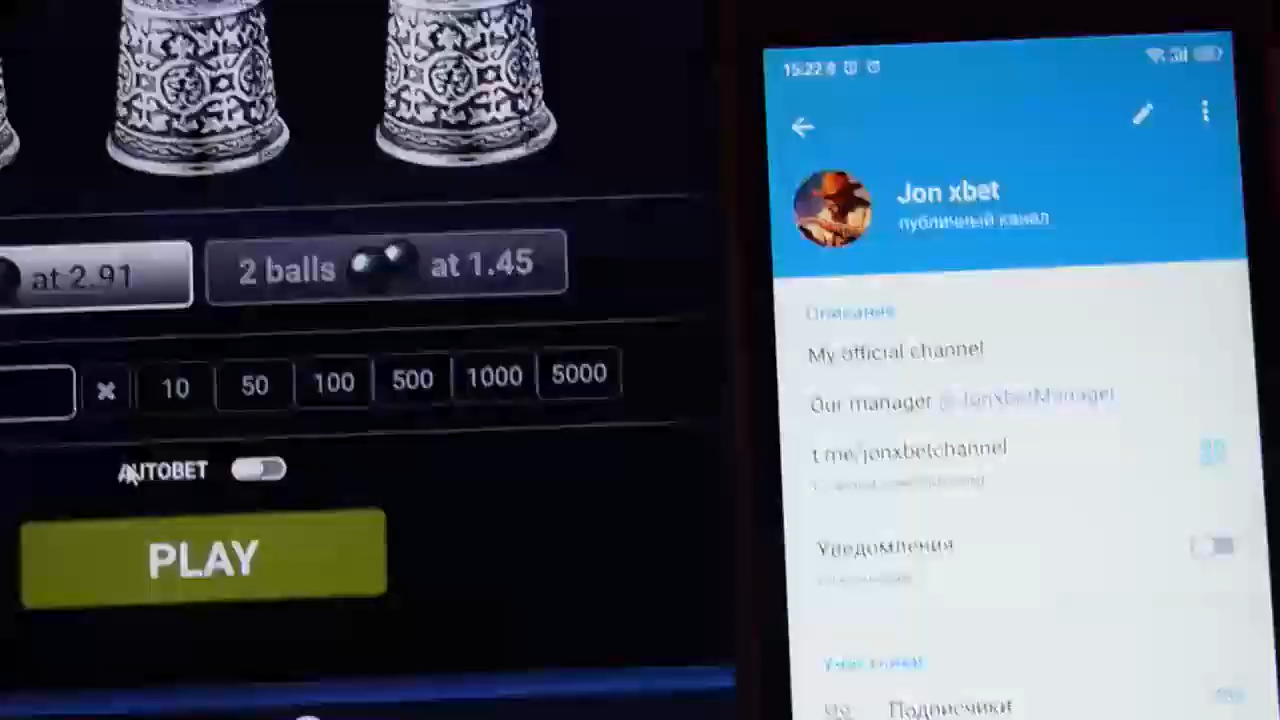 at 2.91
2 balls at 1.45
10 50 100 500 1000 5000
AUTOBET
PLAY
15:22
Jon xbet
публичный канал
Описание
My official channel
Our manager @JonxbetManager
t.me/jonxbetchannel
Уведомления
Подписчики